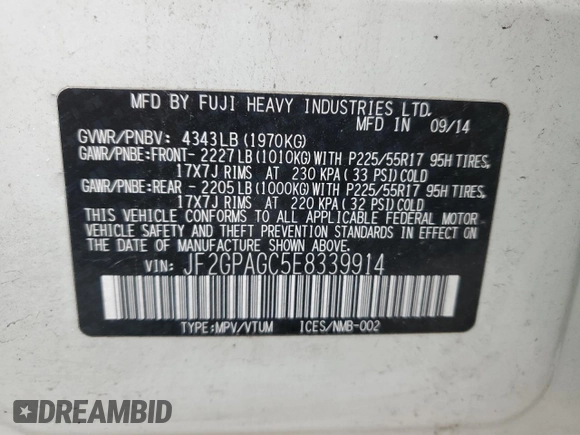 MFD BY FUJI HEAVY INDUSTRIES LTD.
MFD IN 09/14
GVWR/PNBV: 4343LB(1970KG)
GAWR/PNBE:FRONT- 2227LB(1010KG)WITH P225/55R17 95H TIRES,
17X7J RIMS AT 230 KPA( 33 PSI)COLD
GAWR/PNBE:REAR - 2205LB(1000KG)WITH P225/55R17 95H TIRES,
17X7J RIMS AT 220 KPA( 32 PSI)COLD
THIS VEHICLE CONFORMS TO ALL APPLICABLE FEDERAL MOTOR
VEHICLE SAFETY AND THEFT PREVENTION STANDARDS IN EFFECT
ON THE DATE OF MANUFACTURE SHOWN ABOVE.
VIN: JF2GPAGC5E8339914
TYPE:MPV/VTUM ICES/NMB-002
DREAMBID